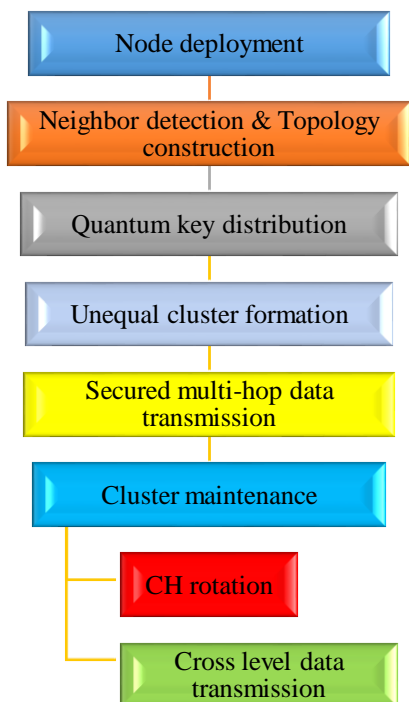 Node deployment
Neighbor detection & Topology
construction
Quantum key distribution
Unequal cluster formation
Secured multi-hop data
transmission
Cluster maintenance
CH rotation
Cross level data
transmission